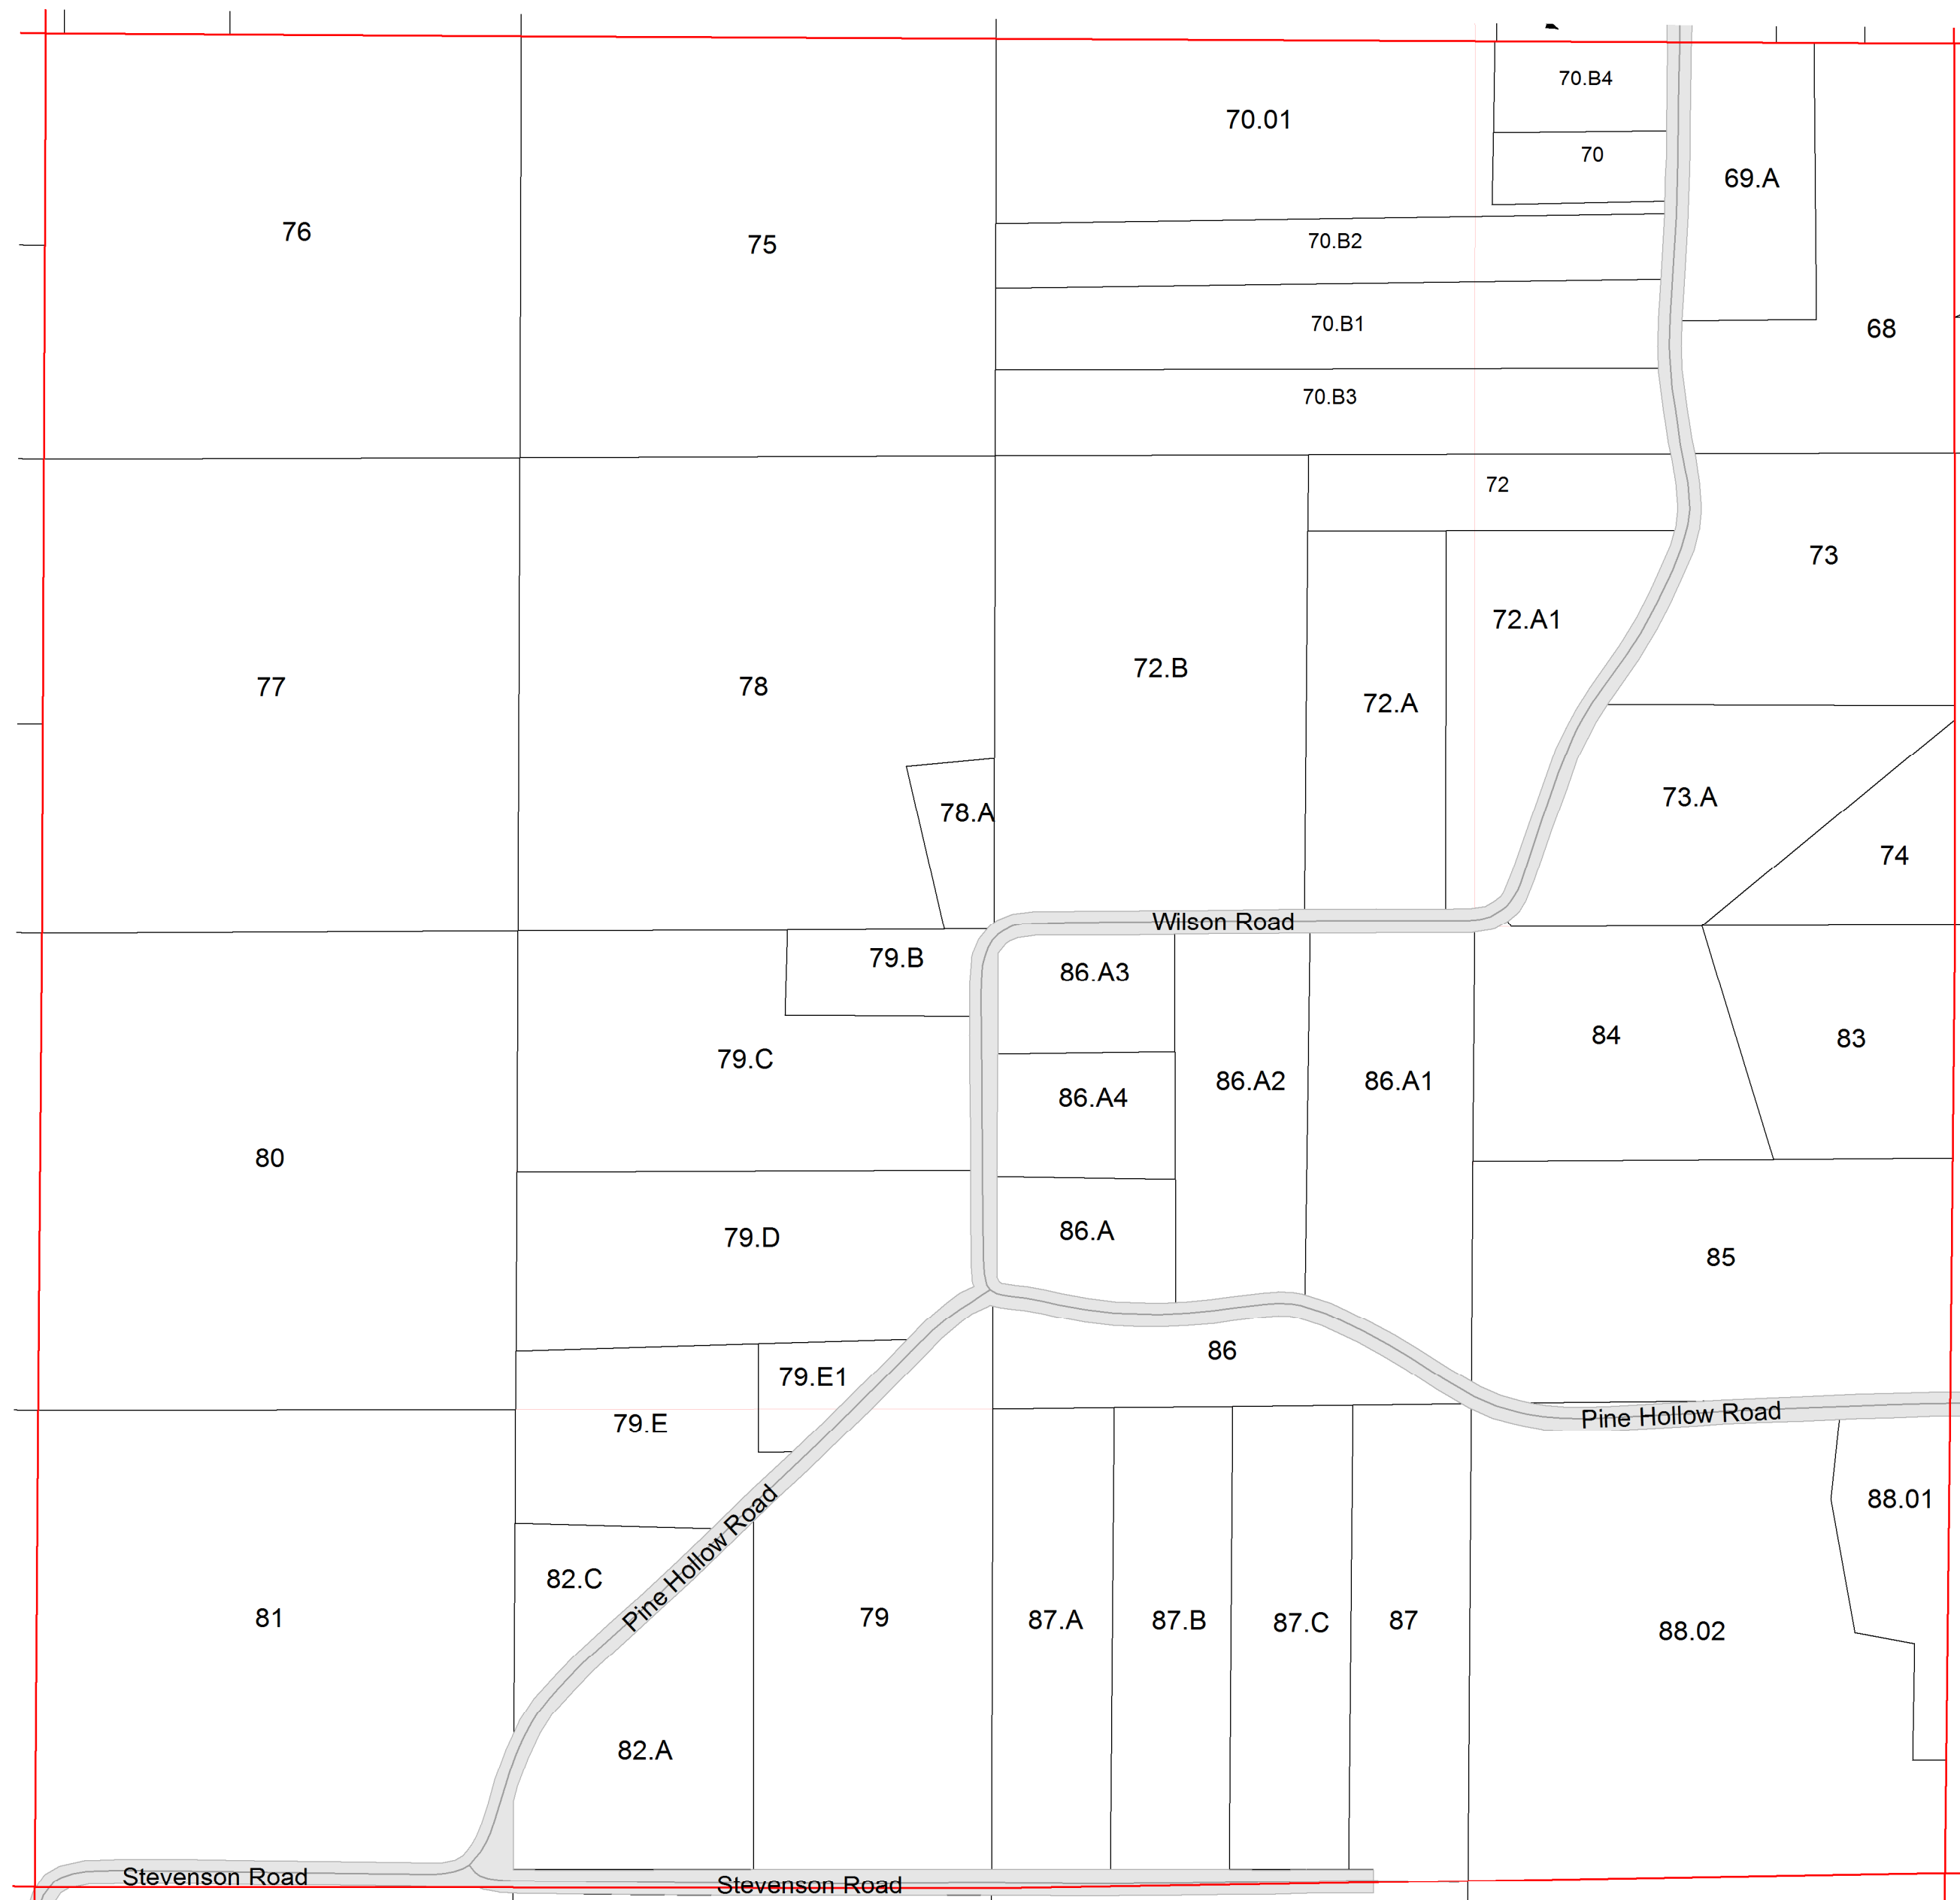 70.B4
70.01
70
69.A
76
75
70.B2
70.B1
68
70.B3
72
73
72.A1
72.B
77
78
72.A
73.A
78.A
74
Wilson Road
79.B
86.A3
84
83
79.C
86.A2
86.A1
86.A4
80
86.A
79.D
85
86
79.E1
Pine Hollow Road
79.E
88.01
Pine Hollow Road
82.C
81
79
87.A
87.B
87.C
87
88.02
82.A
Stevenson Road
Stevenson Road